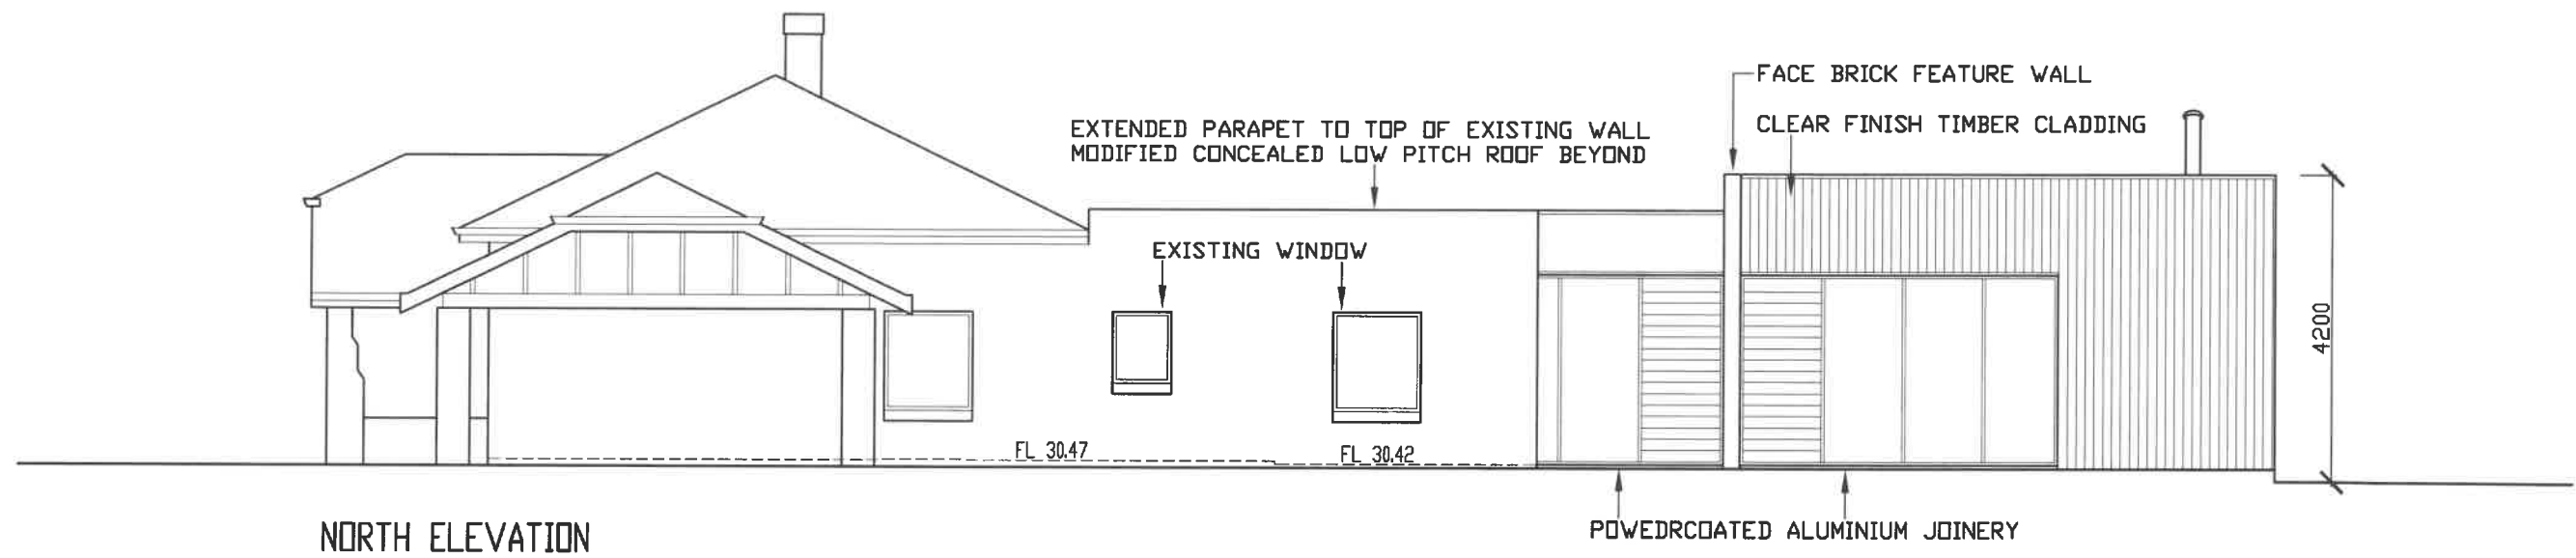 FACE BRICK FEATURE WALL
EXTENDED PARAPET TO TOP OF EXISTING WALL
MODIFIED CONCEALED LOW PITCH ROOF BEYOND
CLEAR FINISH TIMBER CLADDING
EXISTING WINDOW
4200
FL 30.47
FL 30.42
POWEDRCOATED ALUMINIUM JOINERY
NORTH ELEVATION